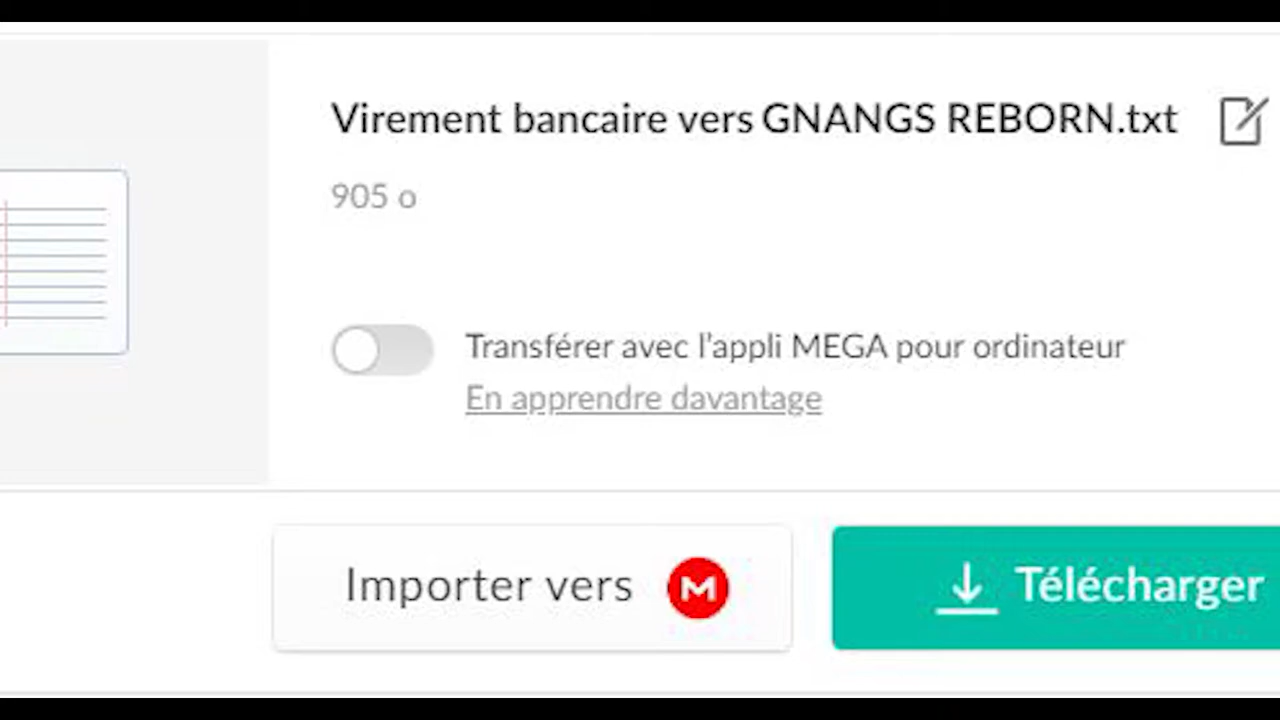 Virement bancaire vers GNANGS REBORN.txt
905 o
Transférer avec l'appli MEGA pour ordinateur
En apprendre davantage
Importer vers M
Télécharger